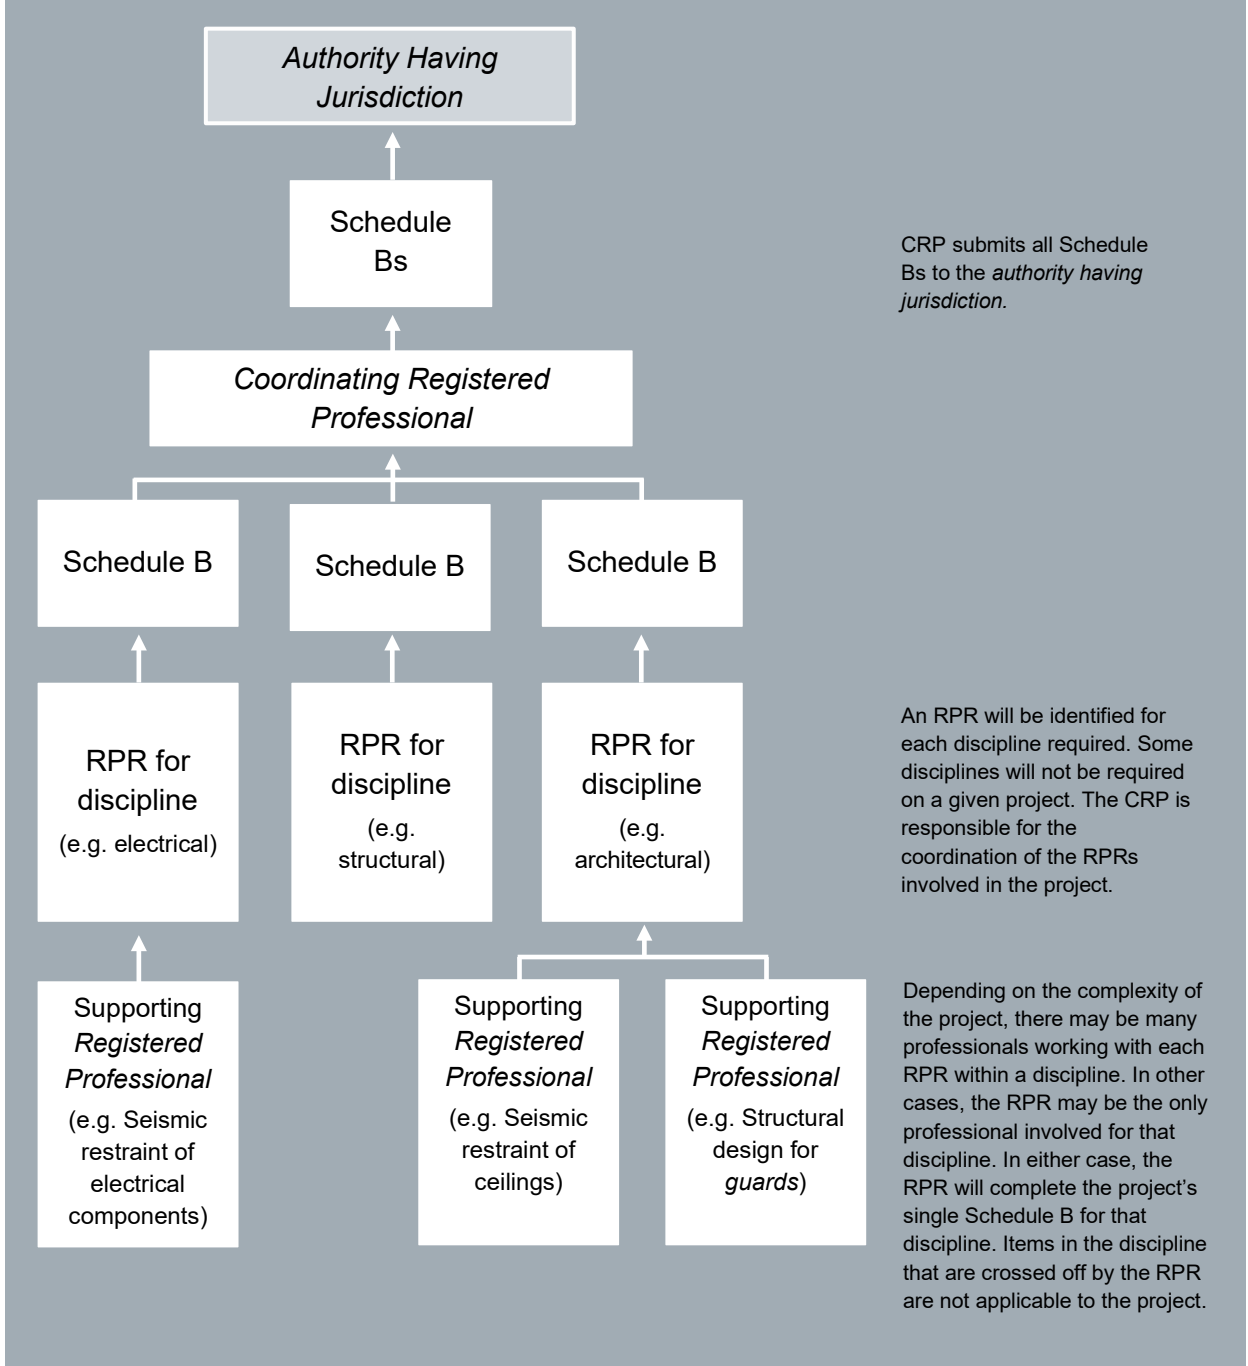 Authority Having
Jurisdiction
Schedule
Bs
CRP submits all Schedule
Bs to the authority having
jurisdiction.
Coordinating Registered
Professional
Schedule B
Schedule B
Schedule B
RPR for
discipline
(e.g. electrical)
RPR for
discipline
(e.g.
structural)
RPR for
discipline
(e.g.
architectural)
An RPR will be identified for
each discipline required. Some
disciplines will not be required
on a given project. The CRP is
responsible for the
coordination of the RPRs
involved in the project.
Supporting
Registered
Professional
(e.g. Seismic
restraint of
electrical
components)
Supporting
Registered
Professional
(e.g. Seismic
restraint of
ceilings)
Supporting
Registered
Professional
(e.g. Structural
design for
guards)
Depending on the complexity of
the project, there may be many
professionals working with each
RPR within a discipline. In other
cases, the RPR may be the only
professional involved for that
discipline. In either case, the
RPR will complete the project’s
single Schedule B for that
discipline. Items in the discipline
that are crossed off by the RPR
are not applicable to the project.